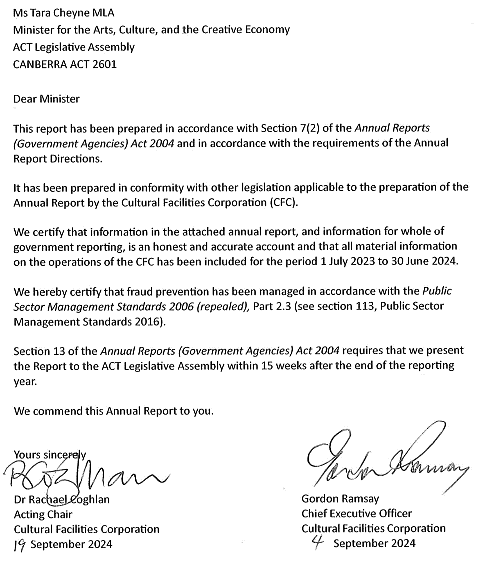 Ms Tara Cheyne MLA
Minister for the Arts, Culture, and the Creative Economy
ACT Legislative Assembly
CANBERRA ACT 2601
Dear Minister
This report has been prepared in accordance with Section 7(2) of the Annual Reports
(Government Agencies) Act 2004 and in accordance with the requirements of the Annual
Report Directions.
It has been prepared in conformity with other legislation applicable to the preparation of the
Annual Report by the Cultural Facilities Corporation (CFC).
We certify that information in the attached annual report, and information for whole of
government reporting, is an honest and accurate account and that all material information
on the operations of the CFC has been included for the period 1 July 2023 to 30 June 2024.
We hereby certify that fraud prevention has been managed in accordance with the Public
Sector Management Standards 2006 (repealed), Part 2.3 (see section 113, Public Sector
Management Standards 2016).
Section 13 of the Annual Reports (Government Agencies) Act 2004 requires that we present
the Report to the ACT Legislative Assembly within 15 weeks after the end of the reporting
year.
We commend this Annual Report to you.
Yours sincerely
Gordon Ramsay
Dr Rachael Coghlan
Acting Chair
Cultural Facilities Corporation
19 September 2024
Gordon Ramsay
Chief Executive Officer
Cultural Facilities Corporation
4 September 2024